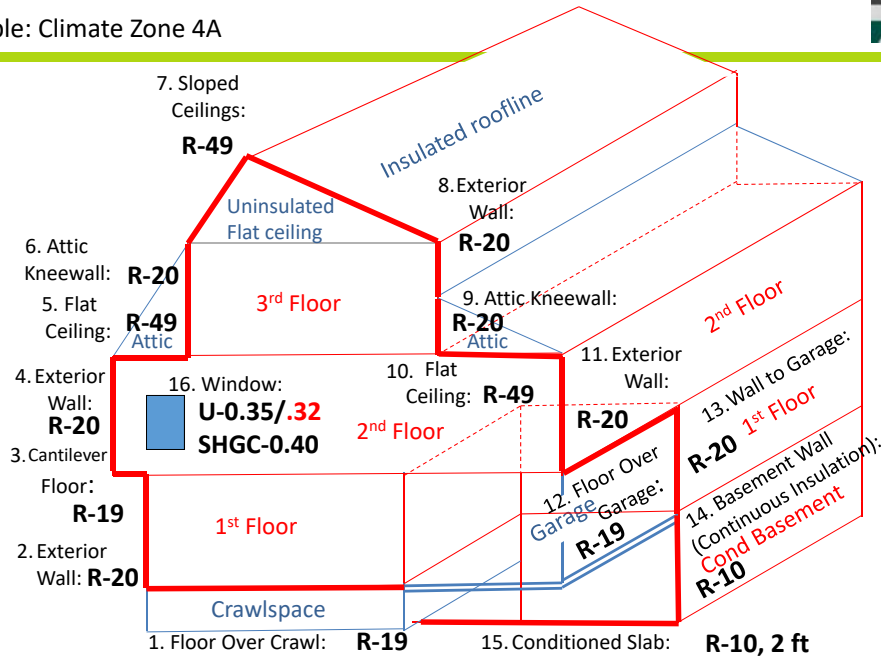 ble: Climate Zone 4A
7. Sloped
Ceilings:
R-49
Insulated roofline
Uninsulated
Flat ceiling
8. Exterior
Wall:
R-20
6. Attic
Kneewall: R-20
5. Flat
Ceiling: R-49
Attic
3rd Floor
9. Attic Kneewall:
R-20
Attic
2nd Floor
4. Exterior
Wall:
R-20
16. Window:
U-0.35/.32
SHGC-0.40
10. Flat
Ceiling: R-49
2nd Floor
11. Exterior
Wall:
R-20
13. Wall to Garage:
R-20
1st Floor
3. Cantilever
Floor:
R-19
12. Floor Over
Garage:
R-19
Garage
14. Basement Wall
(Continuous Insulation):
Cond Basement
R-10
1st Floor
2. Exterior
Wall: R-20
Crawlspace
1. Floor Over Crawl: R-19
15. Conditioned Slab: R-10, 2 ft